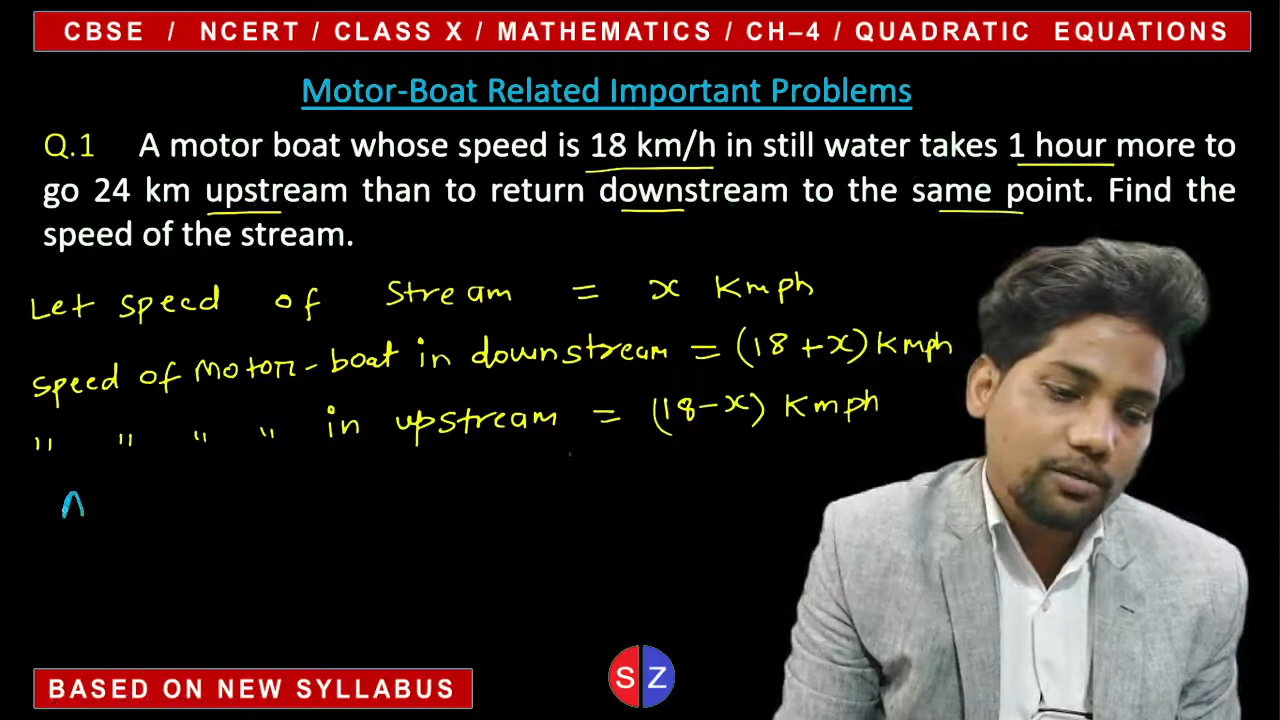 CBSE / NCERT / CLASS X / MATHEMATICS / CH–4 / QUADRATIC EQUATIONS
Motor-Boat Related Important Problems
Q.1 A motor boat whose speed is 18 km/h in still water takes 1 hour more to
go 24 km upstream than to return downstream to the same point. Find the
speed of the stream.
Let speed of stream = x Kmph
speed of Motor-boat in downstream = (18+x) Kmph
" " " " in upstream = (18-x) Kmph
A
BASED ON NEW SYLLABUS
S Z